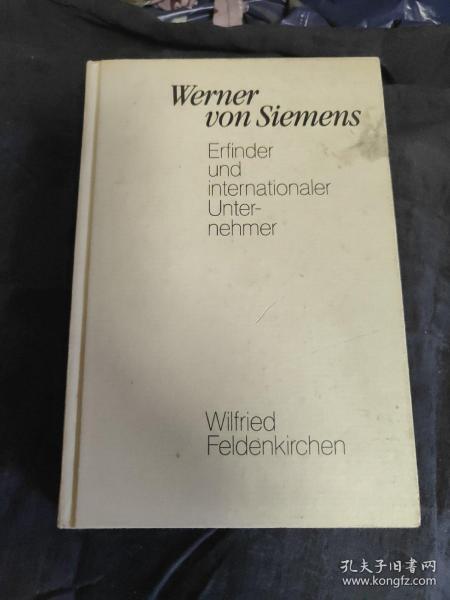 Werner
von Siemens
Erfinder
und
internationaler
Unter-
nehmer
Wilfried
Feldenkirchen
孔夫子旧书网
www.kongfz.com